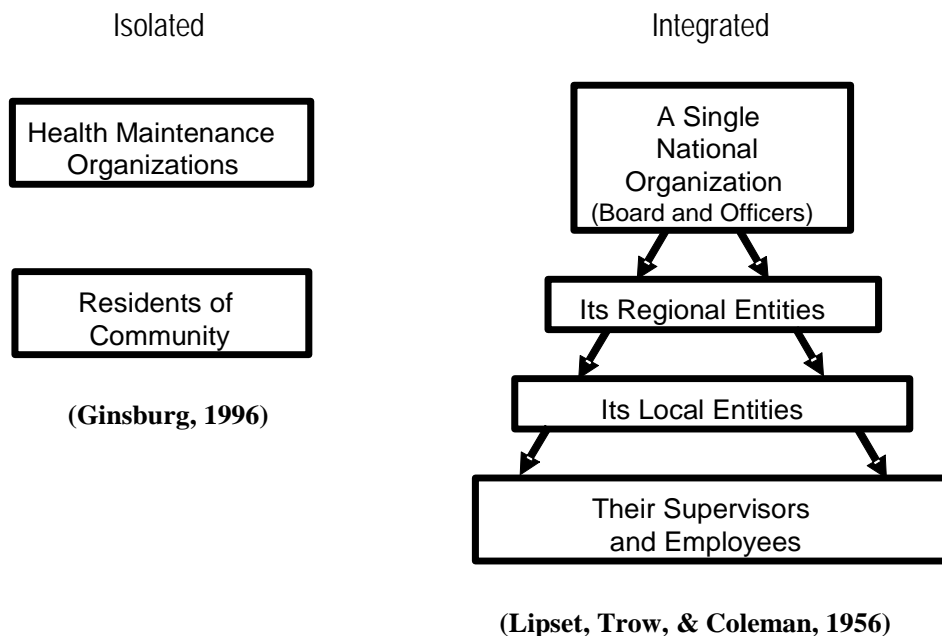 Isolated
Health Maintenance
Organizations
Residents of
Community
(Ginsburg, 1996)
Integrated
A Single
National
Organization
(Board and Officers)
Its Regional Entities
Its Local Entities
Their Supervisors
and Employees
(Lipset, Trow, & Coleman, 1956)